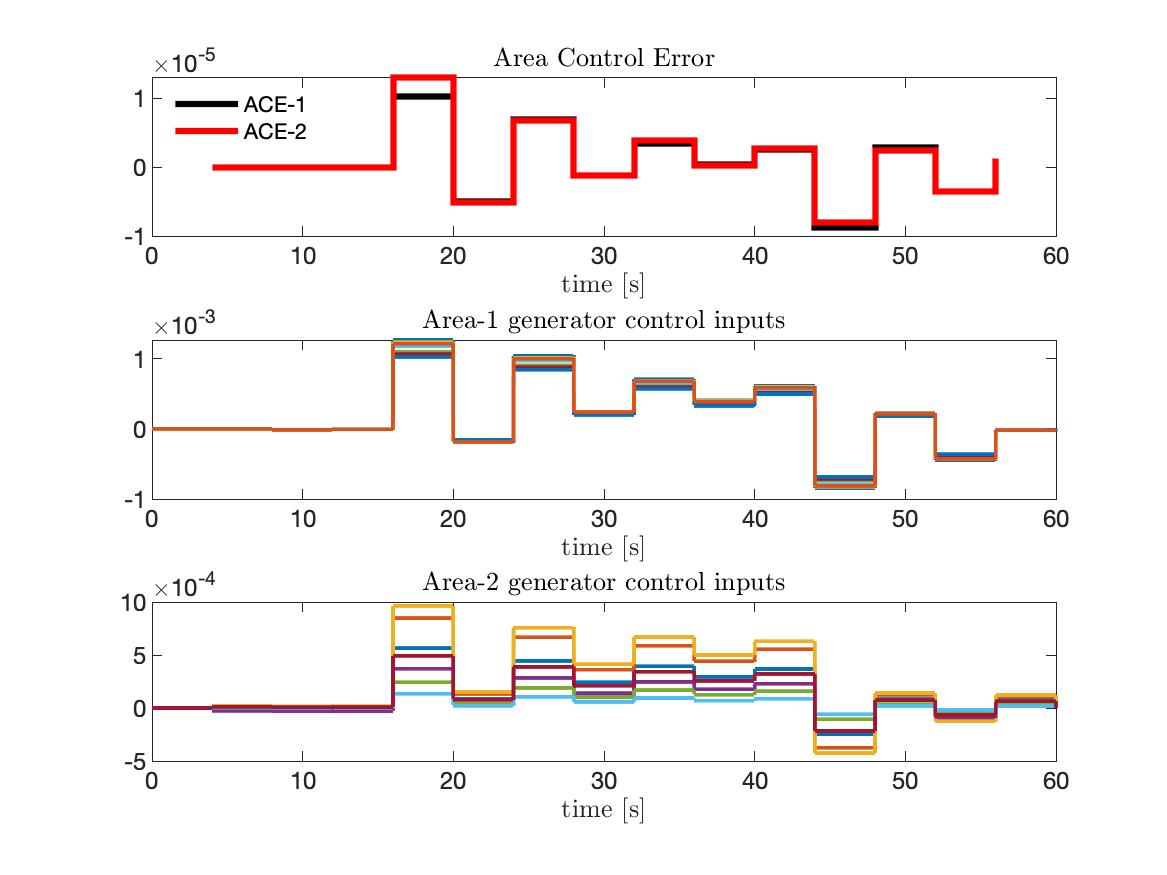 Area Control Error
×10-5
1
0
-1
ACE-1
ACE-2
0 10 20 30 40 50 60
time [s]
Area-1 generator control inputs
×10-3
1
0
-1
0 10 20 30 40 50 60
time [s]
Area-2 generator control inputs
×10-4
10
5
0
-5
0 10 20 30 40 50 60
time [s]